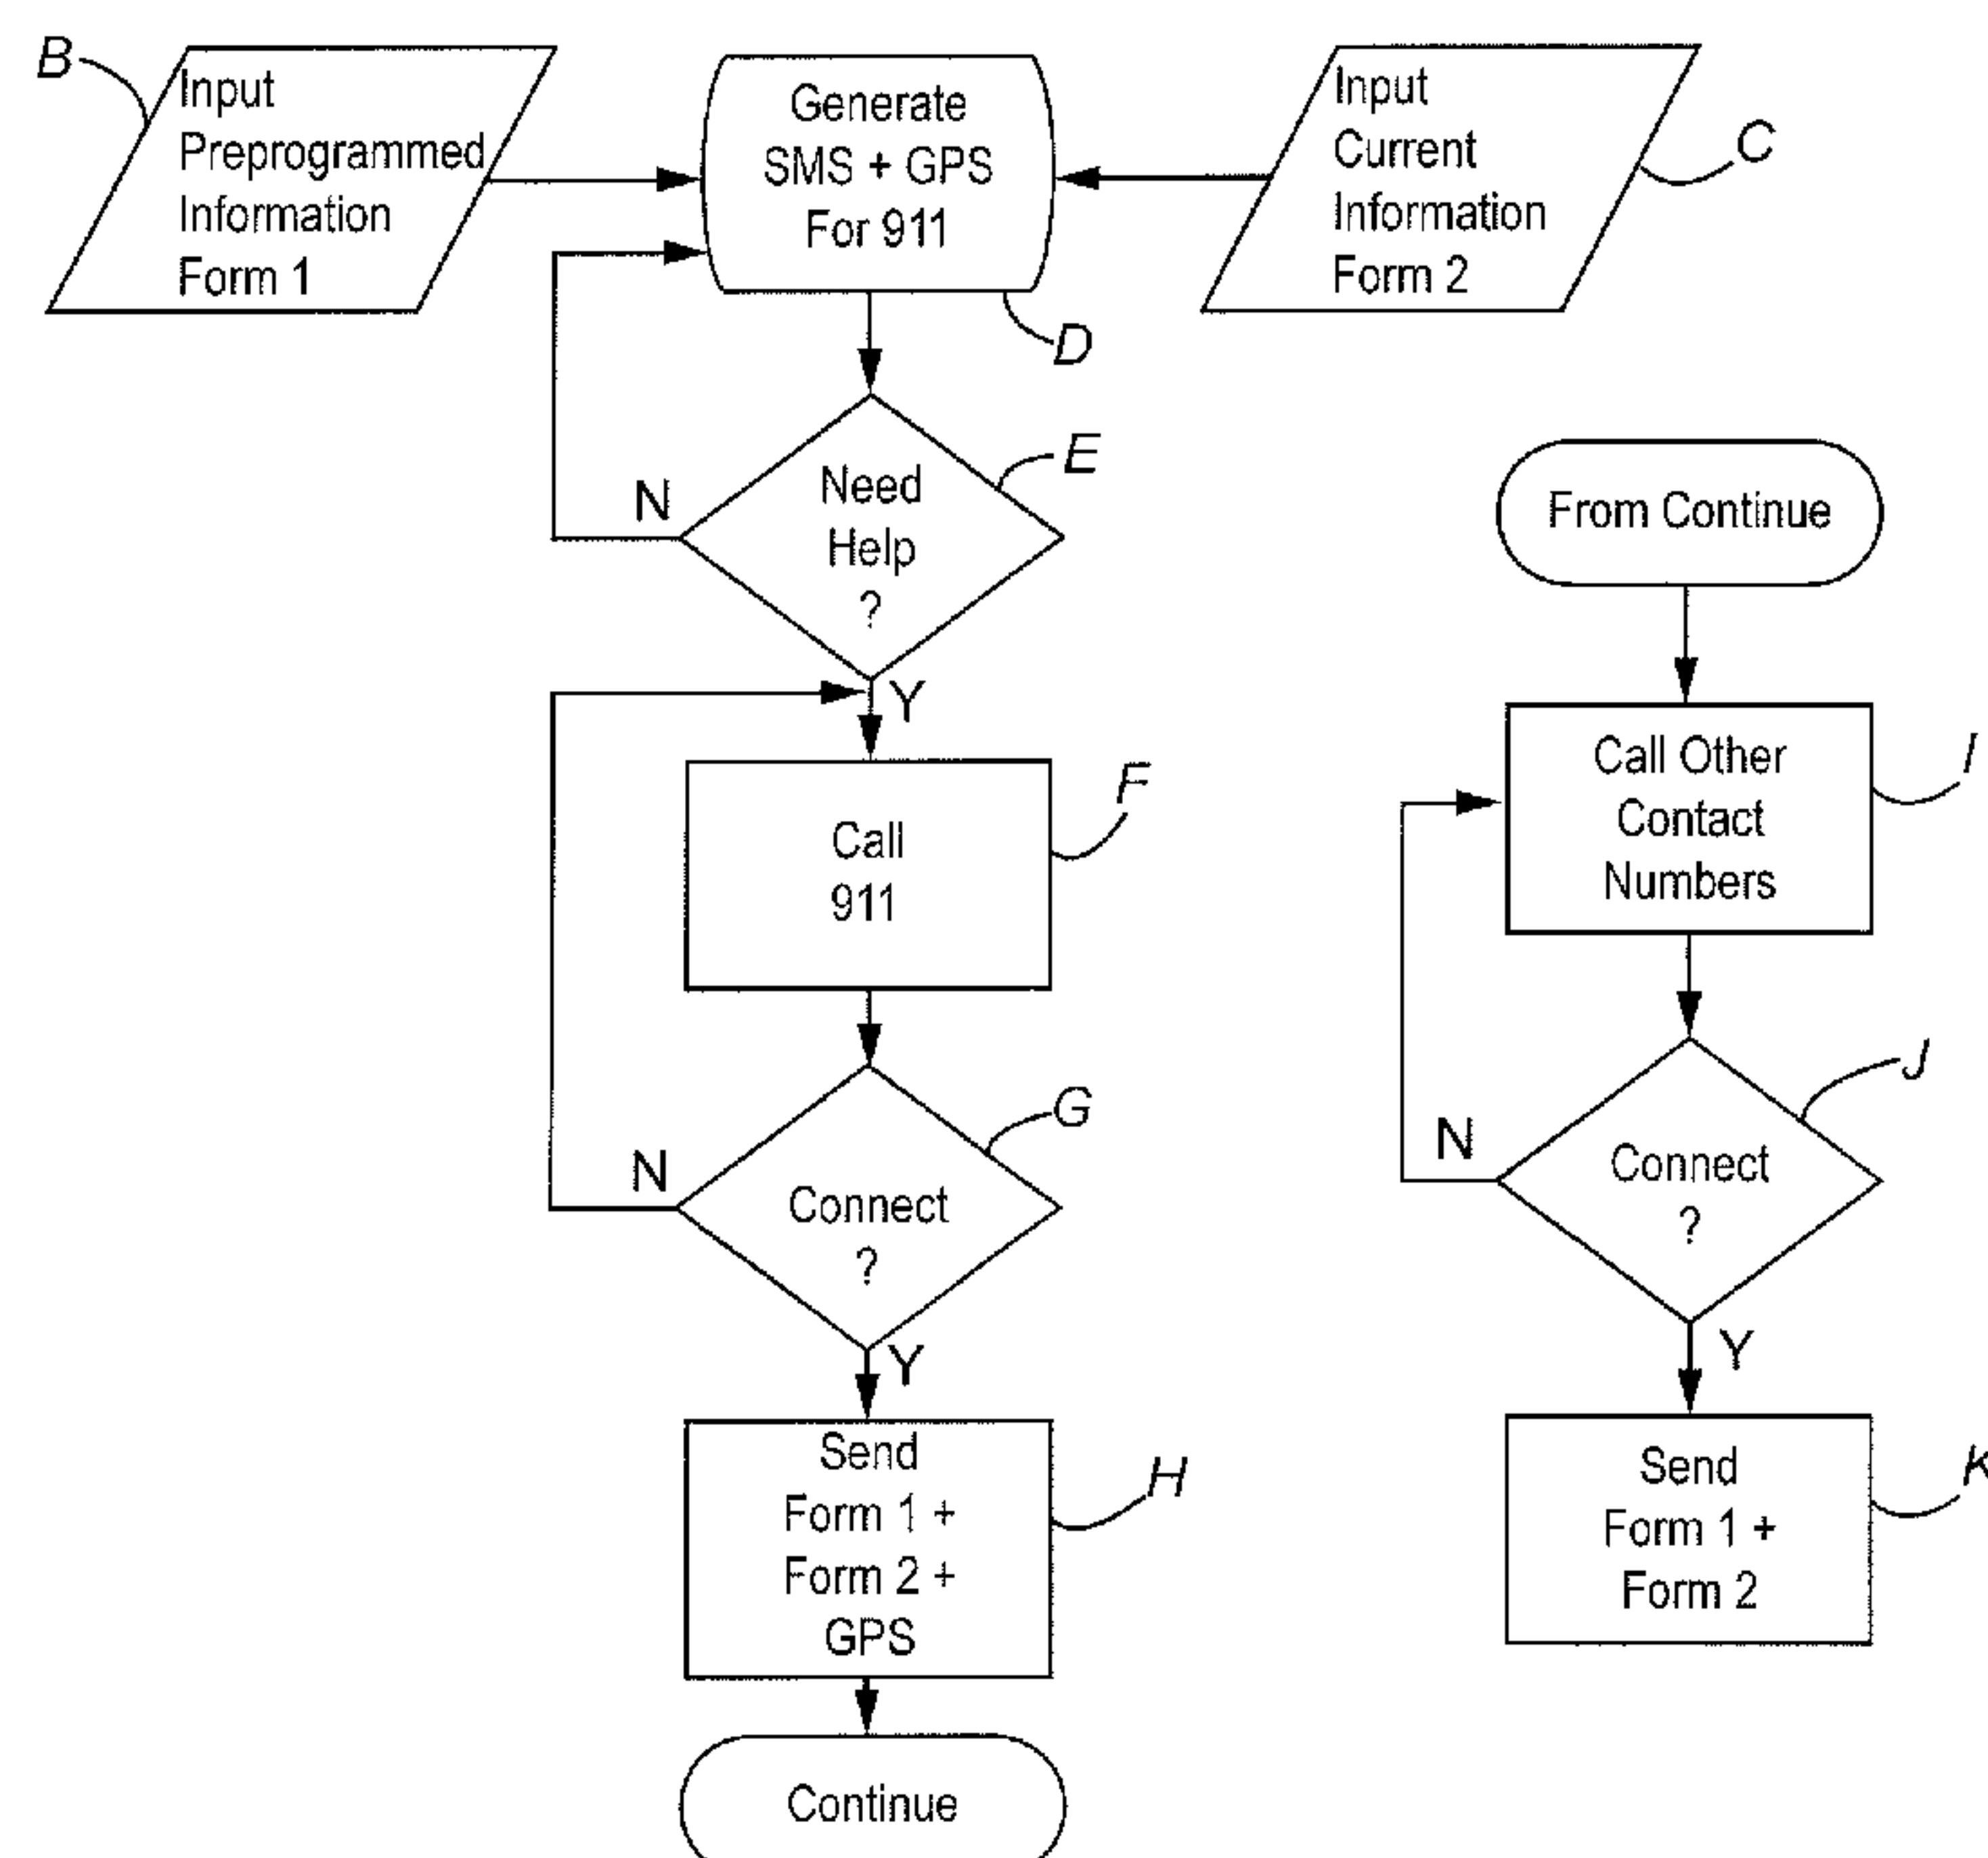 B
Input
Preprogrammed
Information
Form 1
Generate
SMS + GPS
For 911
D
Input
Current
Information
Form 2
C
Need
Help
?
E
N
Y
Call
911
F
Connect
?
G
N
Y
Send
Form 1 +
Form 2 +
GPS
H
Continue
From Continue
Call Other
Contact
Numbers
I
Connect
?
J
N
Y
Send
Form 1 +
Form 2
K